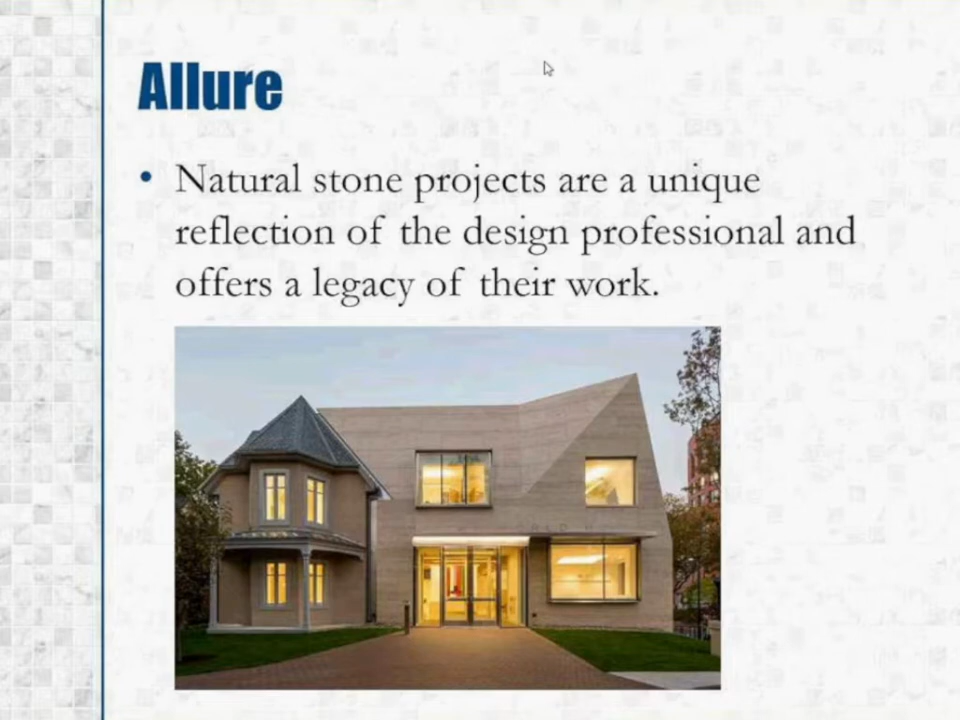 Allure
• Natural stone projects are a unique
reflection of the design professional and
offers a legacy of their work.